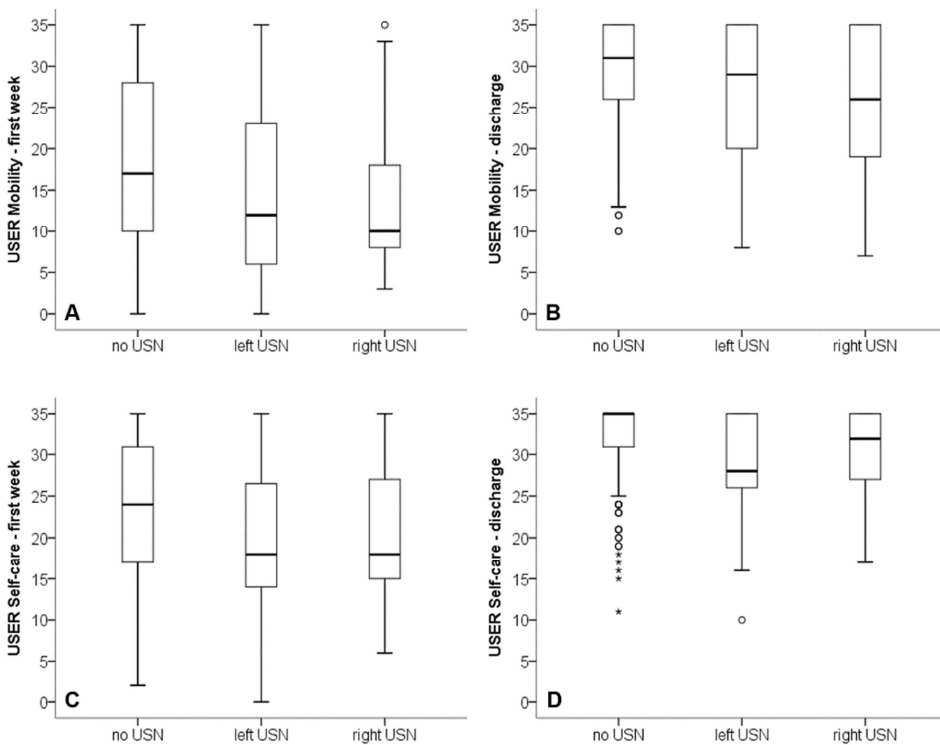 USER Mobility - first week
35
30
25
20
15
10
5
0
A
no USN left USN right USN
USER Mobility - discharge
35
30
25
20
15
10
5
0
B
no USN left USN right USN
USER Self-care - first week
35
30
25
20
15
10
5
0
C
no USN left USN right USN
USER Self-care - discharge
35
30
25
20
15
10
5
0
D
no USN left USN right USN